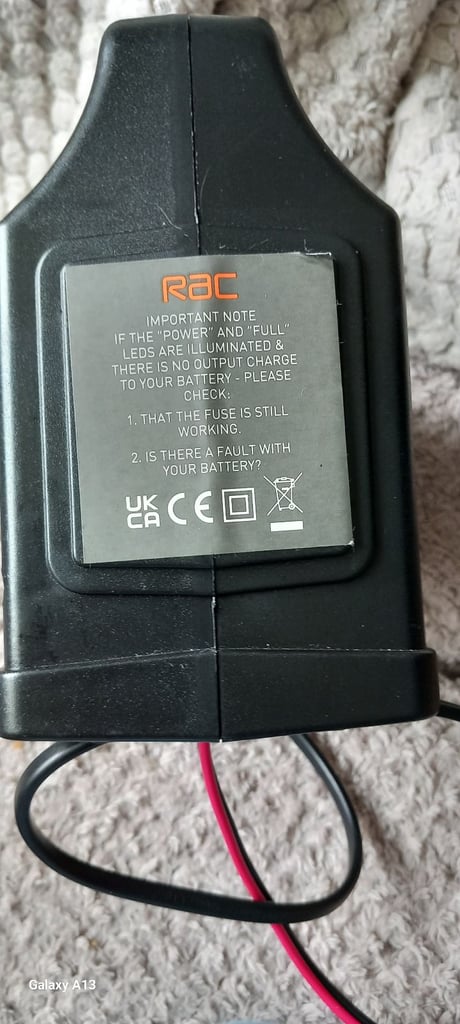 Rac
IMPORTANT NOTE
IF THE "POWER" AND "FULL"
LEDS ARE ILLUMINATED &
THERE IS NO OUTPUT CHARGE
TO YOUR BATTERY - PLEASE
CHECK:
1. THAT THE FUSE IS STILL
WORKING.
2. IS THERE A FAULT WITH
YOUR BATTERY?
UK
CA CE
Galaxy A13